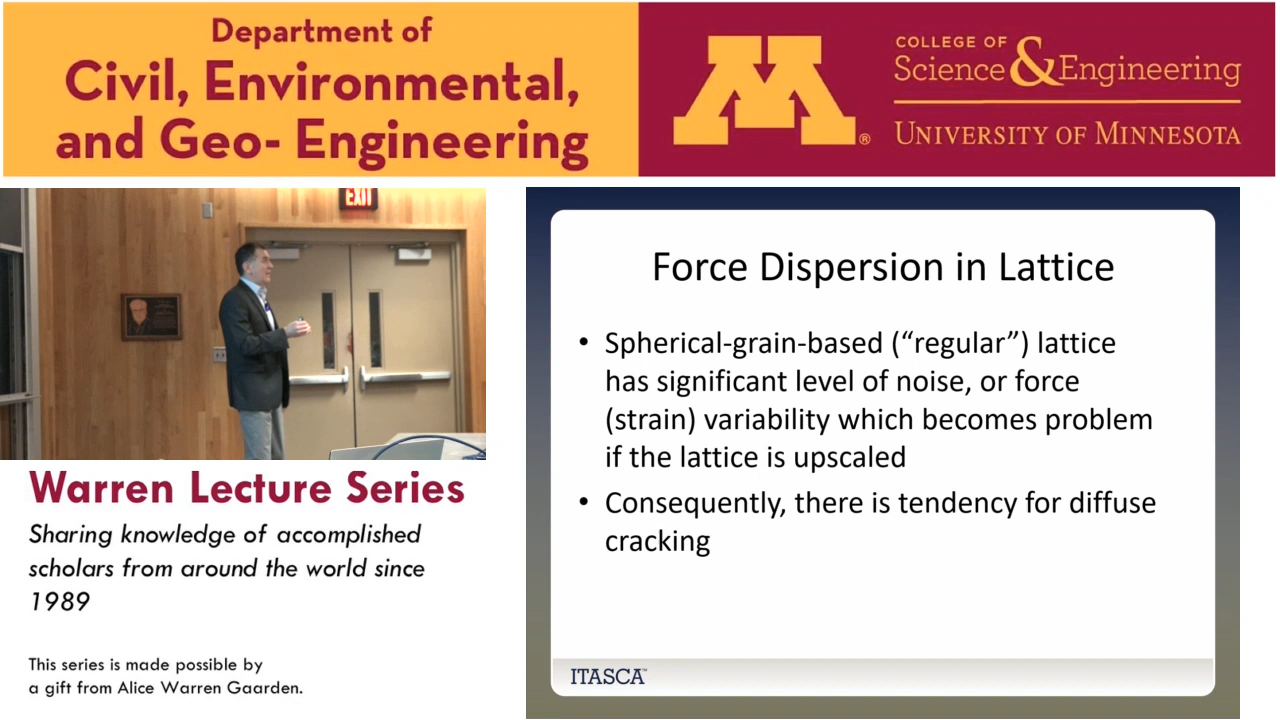 Department of
Civil, Environmental,
and Geo- Engineering
M
®
COLLEGE OF
Science & Engineering
UNIVERSITY OF MINNESOTA
EXIT
Warren Lecture Series
Sharing knowledge of accomplished
scholars from around the world since
1989
This series is made possible by
a gift from Alice Warren Gaarden.
Force Dispersion in Lattice
• Spherical-grain-based (“regular”) lattice
has significant level of noise, or force
(strain) variability which becomes problem
if the lattice is upscaled
• Consequently, there is tendency for diffuse
cracking
ITASCA™